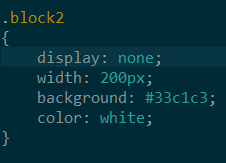 .block2
{
    display: none;
    width: 200px;
    background: #33c1c3;
    color: white;
}